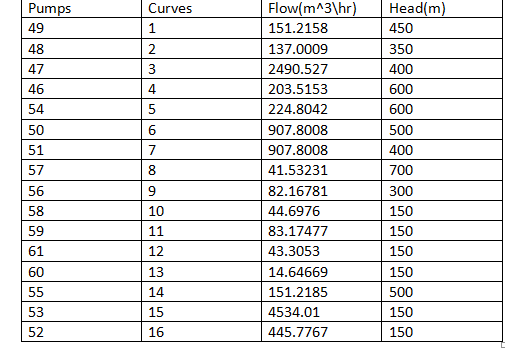 Pumps Curves Flow(m^3\hr) Head(m)
49 1 151.2158 450
48 2 137.0009 350
47 3 2490.527 400
46 4 203.5153 600
54 5 224.8042 600
50 6 907.8008 500
51 7 907.8008 400
57 8 41.53231 700
56 9 82.16781 300
58 10 44.6976 150
59 11 83.17477 150
61 12 43.3053 150
60 13 14.64669 150
55 14 151.2185 500
53 15 4534.01 150
52 16 445.7767 150